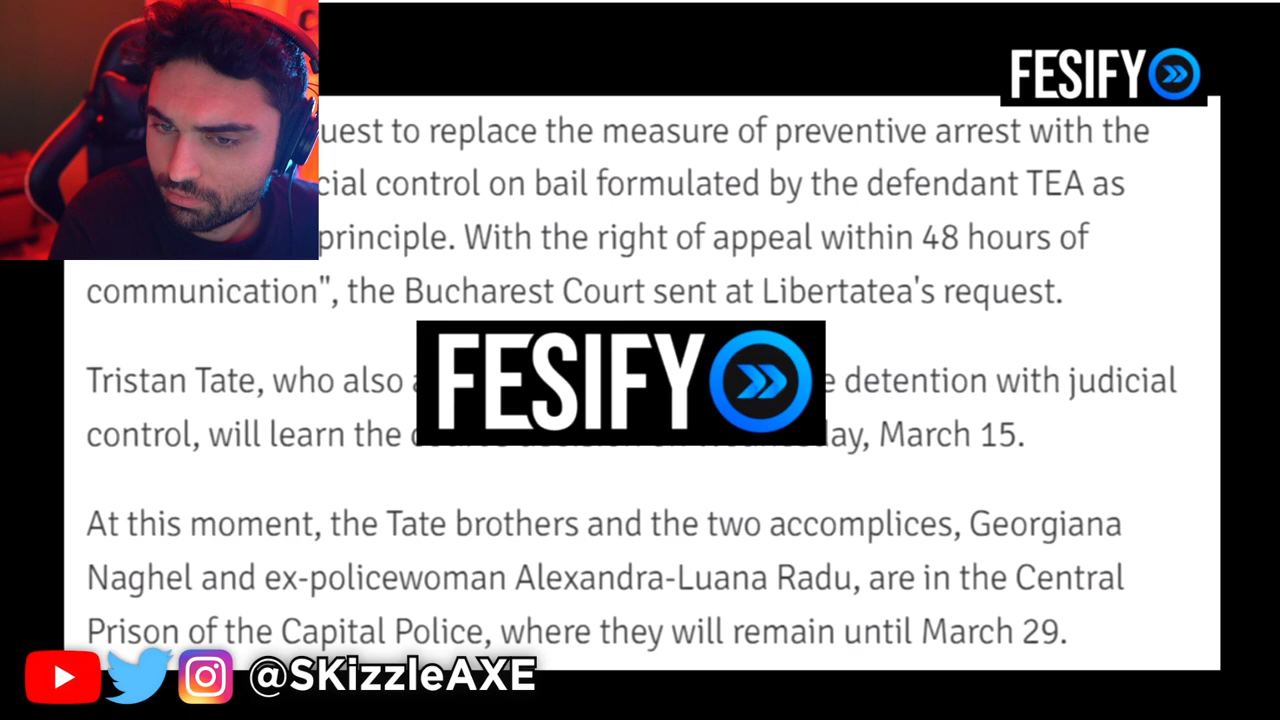 FESIFY
uest to replace the measure of preventive arrest with the
cial control on bail formulated by the defendant TEA as
principle. With the right of appeal within 48 hours of
communication", the Bucharest Court sent at Libertatea's request.
Tristan Tate, who also
FESIFY
detention with judicial
control, will learn the March 15.
At this moment, the Tate brothers and the two accomplices, Georgiana
Naghel and ex-policewoman Alexandra-Luana Radu, are in the Central
Prison of the Capital Police, where they will remain until March 29.
@SKizzleAXE